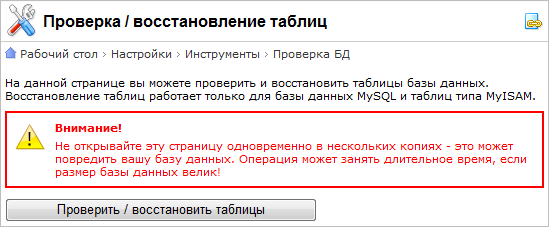 Проверка / восстановление таблиц
Рабочий стол › Настройки › Инструменты › Проверка БД
На данной странице вы можете проверить и восстановить таблицы базы данных.
Восстановление таблиц работает только для базы данных MySQL и таблиц типа MyISAM.
Внимание!
Не открывайте эту страницу одновременно в нескольких копиях - это может
повредить вашу базу данных. Операция может занять длительное время, если
размер базы данных велик!
Проверить / восстановить таблицы